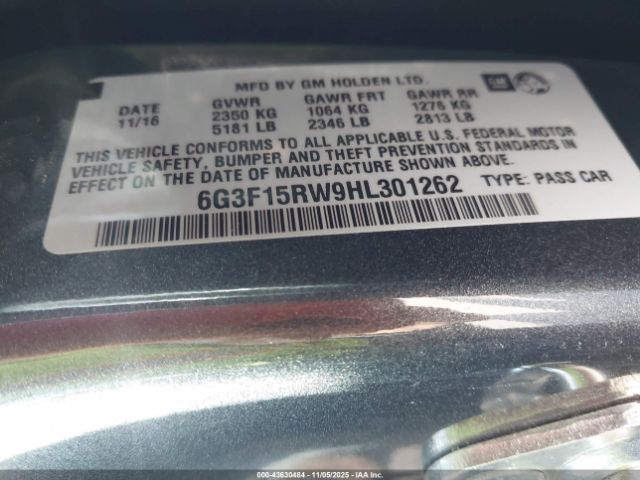 MFD BY GM HOLDEN LTD.
DATE GVWR GAWR FRT GAWR RR GM
11/16 2350 KG 1064 KG 1276 KG
5181 LB 2346 LB 2813 LB
THIS VEHICLE CONFORMS TO ALL APPLICABLE U.S. FEDERAL MOTOR
VEHICLE SAFETY, BUMPER AND THEFT PREVENTION STANDARDS IN
EFFECT ON THE DATE OF MANUFACTURE SHOWN ABOVE.
6G3F15RW9HL301262 TYPE: PASS CAR
000-43630484 - 11/05/2025 - IAA Inc.